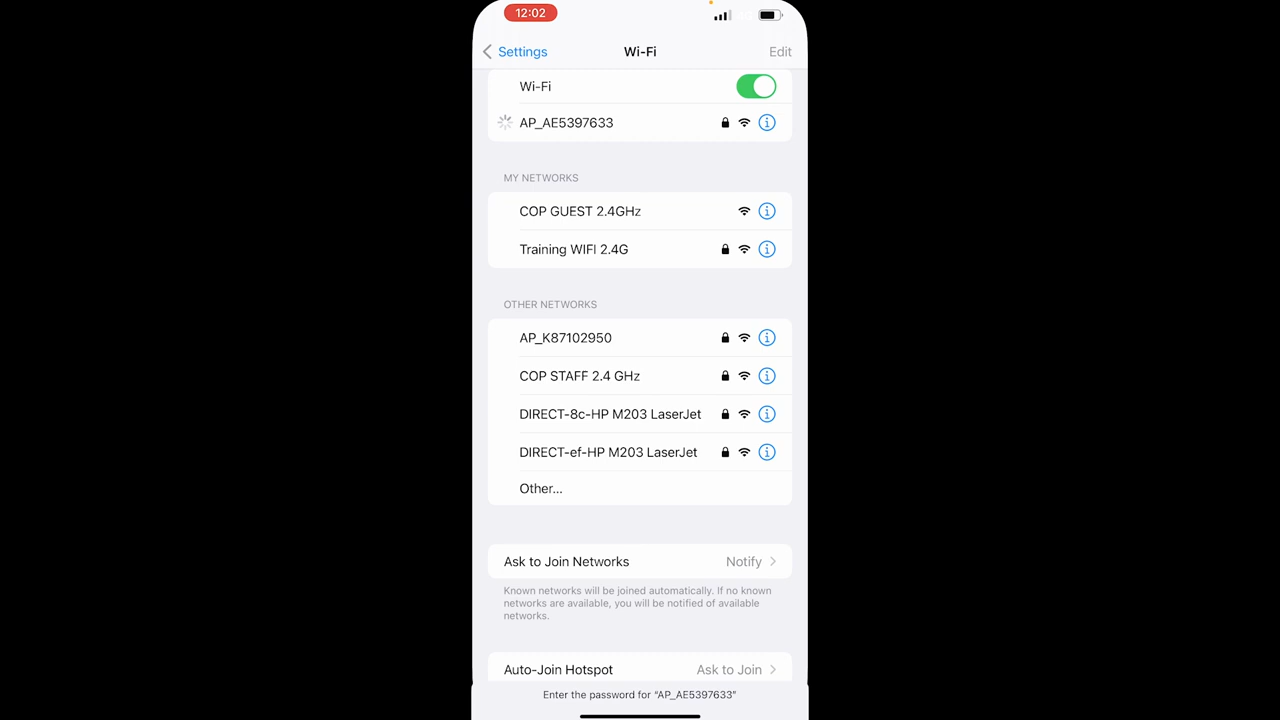 12:02
Settings
Wi-Fi
Edit
Wi-Fi
AP_AE5397633
MY NETWORKS
COP GUEST 2.4GHz
Training WIFI 2.4G
OTHER NETWORKS
AP_K87102950
COP STAFF 2.4 GHz
DIRECT-8c-HP M203 LaserJet
DIRECT-ef-HP M203 LaserJet
Other...
Ask to Join Networks Notify
Known networks will be joined automatically. If no known
networks are available, you will be notified of available
networks.
Auto-Join Hotspot Ask to Join
Enter the password for “AP_AE5397633”